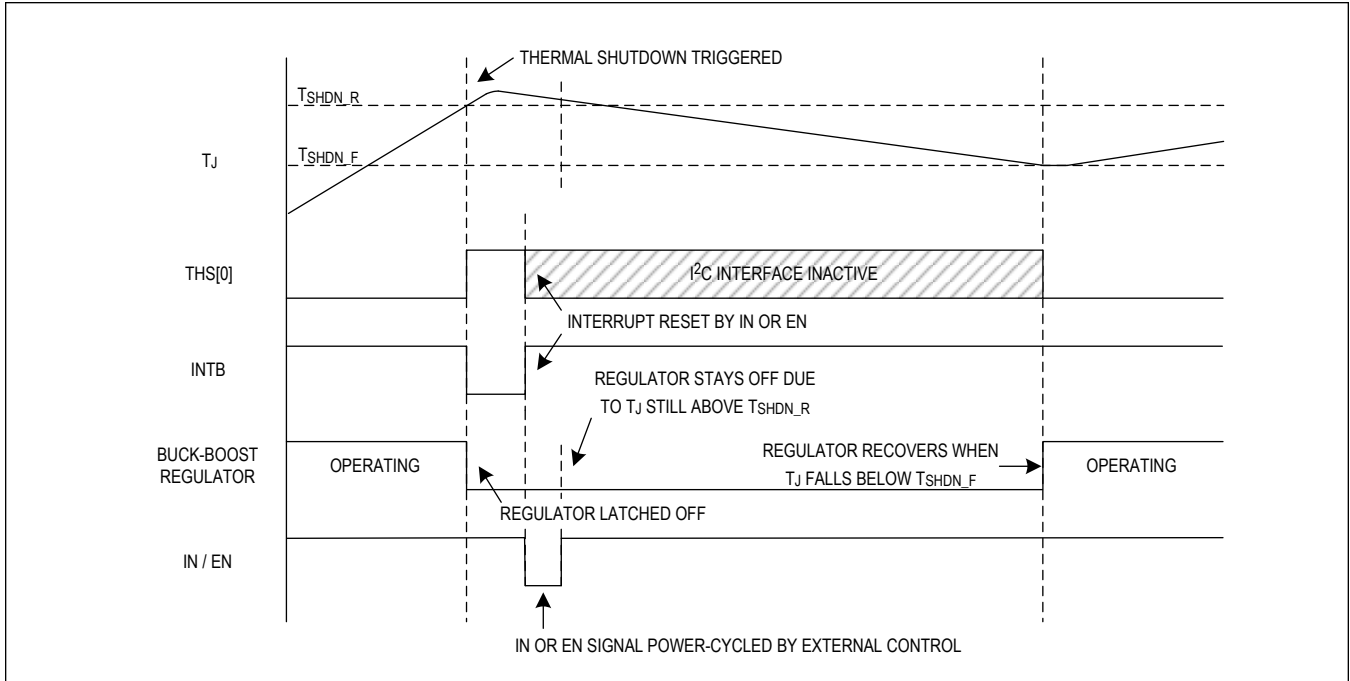 THERMAL SHUTDOWN TRIGGERED
TSHDN_R
TJ
TSHDN_F
THS[0]
I2C INTERFACE INACTIVE
INTERRUPT RESET BY IN OR EN
INTB
REGULATOR STAYS OFF DUE
TO TJ STILL ABOVE TSHDN_R
BUCK-BOOST
REGULATOR
OPERATING
REGULATOR RECOVERS WHEN
TJ FALLS BELOW TSHDN_F
OPERATING
REGULATOR LATCHED OFF
IN / EN
IN OR EN SIGNAL POWER-CYCLED BY EXTERNAL CONTROL